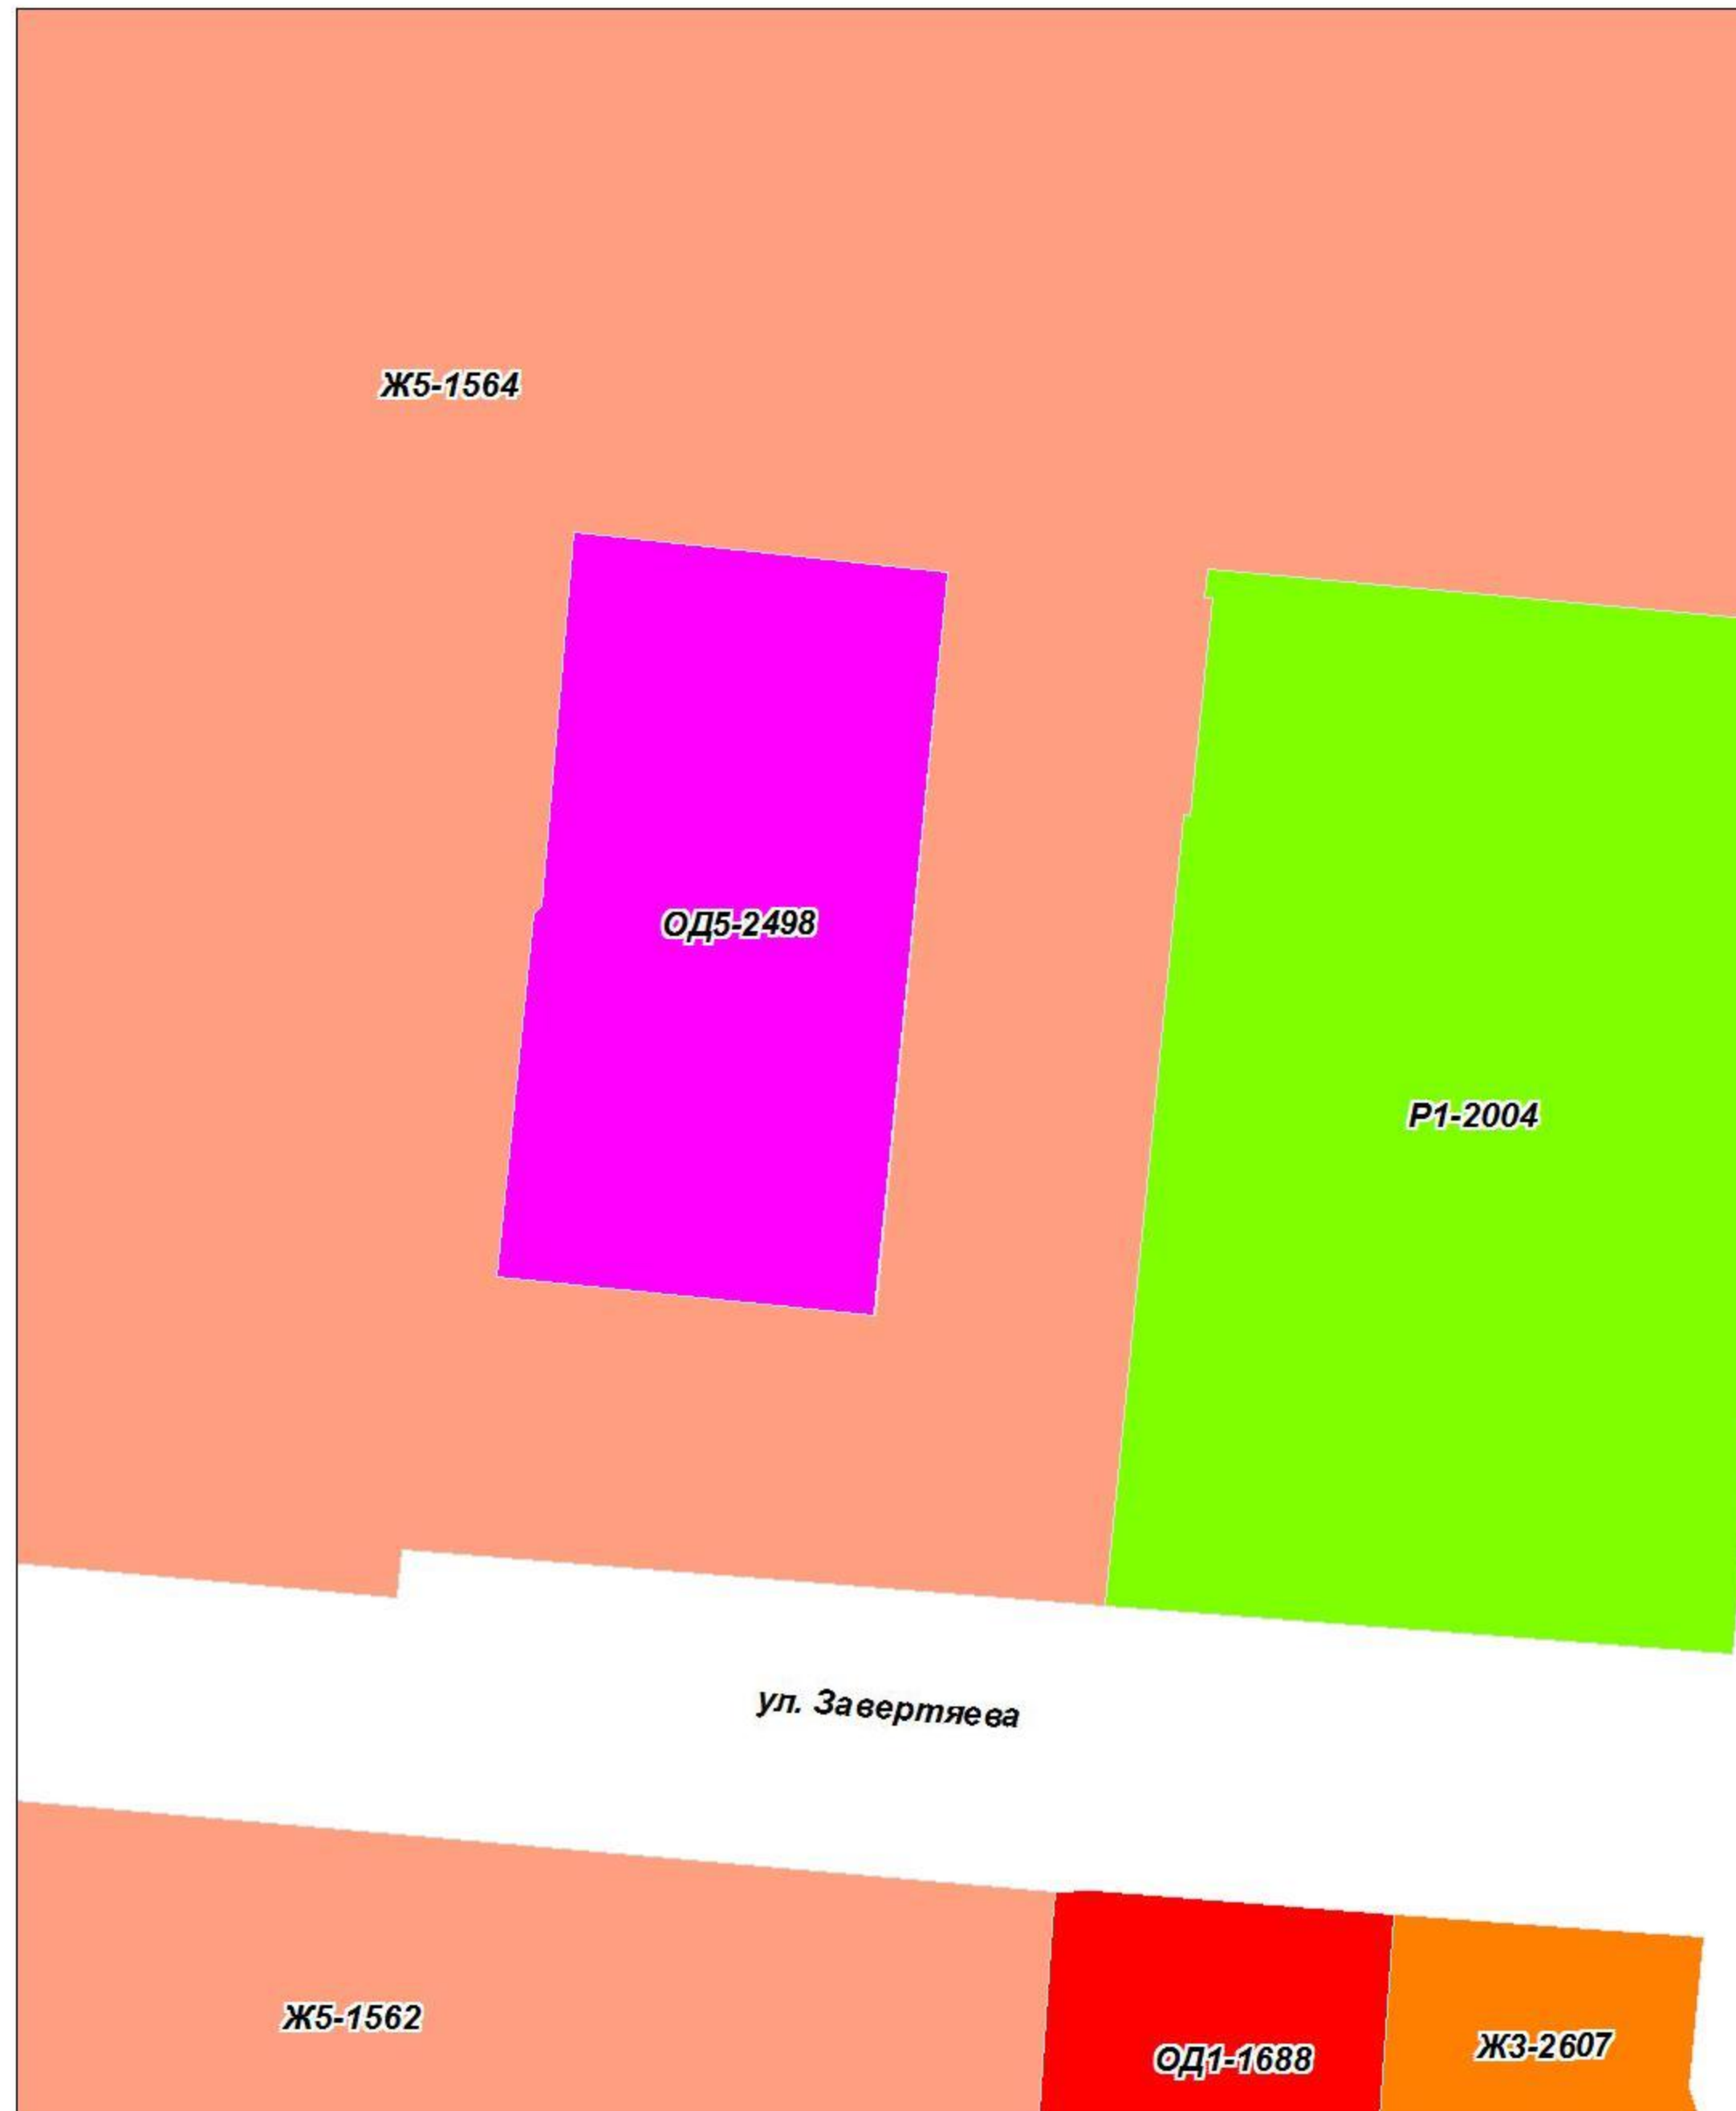 Ж5-1564
ОД5-2498
Р1-2004
ул. Завертяева
Ж5-1562
ОД1-1688
Ж3-2607